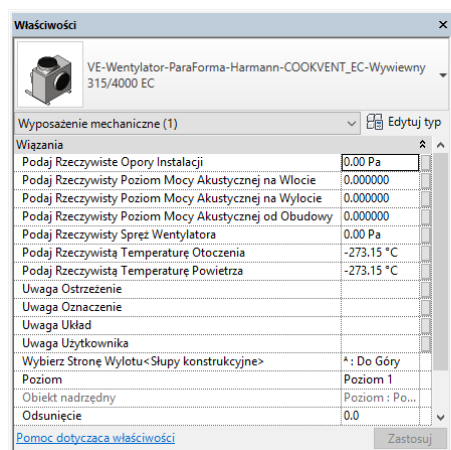 Właściwości
VE-Wentylator-ParaForma-Harmann-COOKVENT_EC-Wywiewny
315/4000 EC
Wyposażenie mechaniczne (1) Edytuj typ
Wiązania
Podaj Rzeczywiste Opory Instalacji 0.00 Pa
Podaj Rzeczywisty Poziom Mocy Akustycznej na Wlocie 0.000000
Podaj Rzeczywisty Poziom Mocy Akustycznej na Wylocie 0.000000
Podaj Rzeczywisty Poziom Mocy Akustycznej od Obudowy 0.000000
Podaj Rzeczywisty Spręż Wentylatora 0.00 Pa
Podaj Rzeczywistą Temperaturę Otoczenia -273.15 °C
Podaj Rzeczywistą Temperaturę Powietrza -273.15 °C
Uwaga Ostrzeżenie
Uwaga Oznaczenie
Uwaga Układ
Uwaga Użytkownika
Wybierz Stronę Wylotu<Słupy konstrukcyjne> ᴬ : Do Góry
Poziom Poziom 1
Obiekt nadrzędny Poziom : Po...
Odsunięcie 0.0
Pomoc dotycząca właściwości Zastosuj